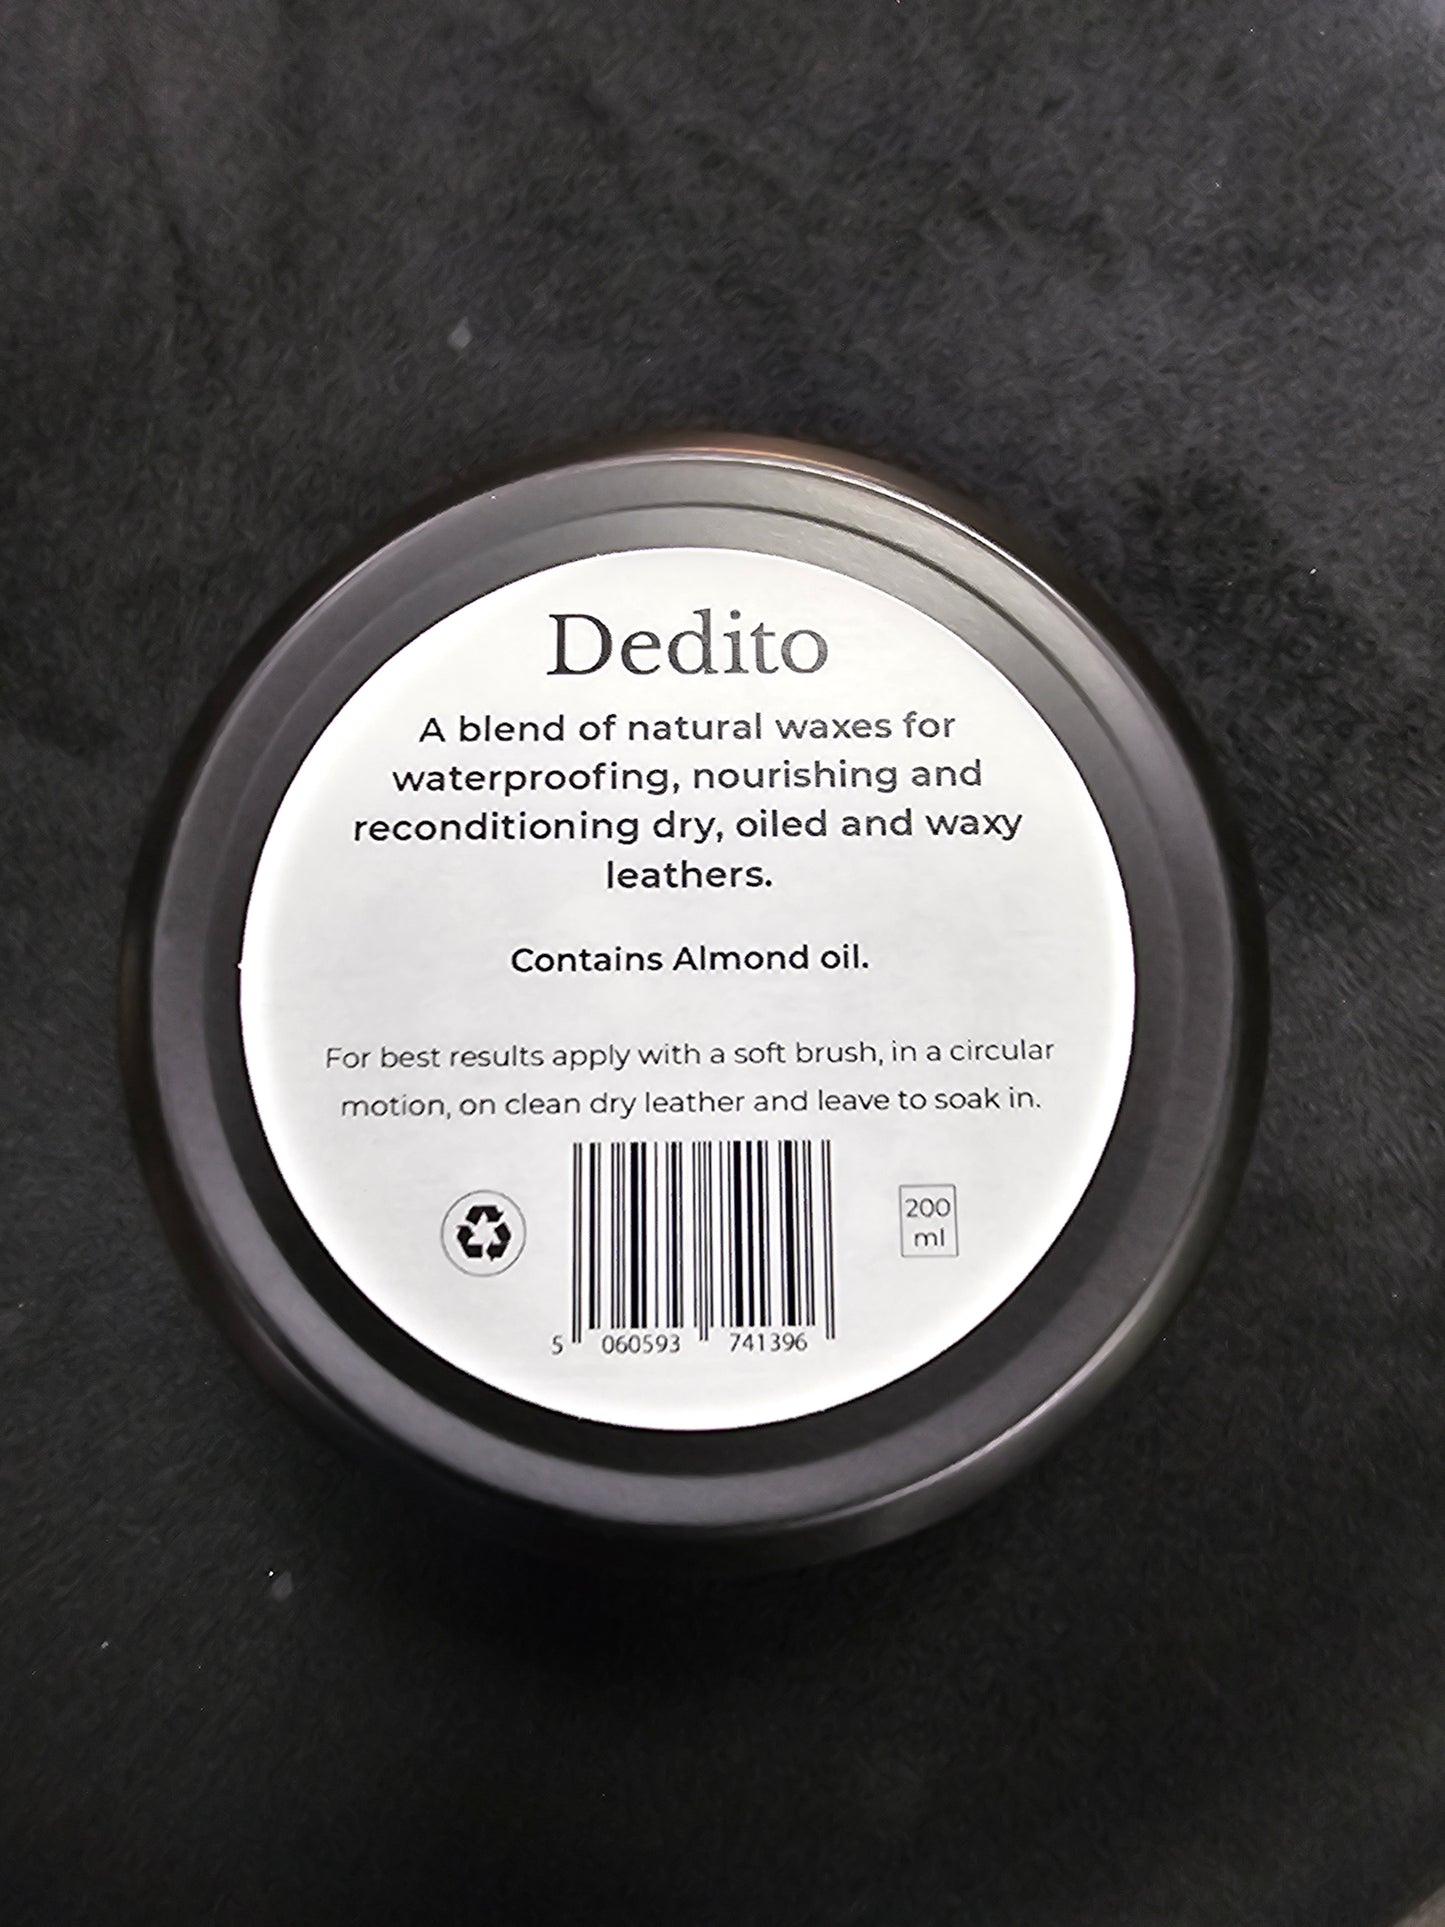 Dedito
A blend of natural waxes for
waterproofing, nourishing and
reconditioning dry, oiled and waxy
leathers.
Contains Almond oil.
For best results apply with a soft brush, in a circular
motion, on clean dry leather and leave to soak in.
200
ml
5 060593 741396